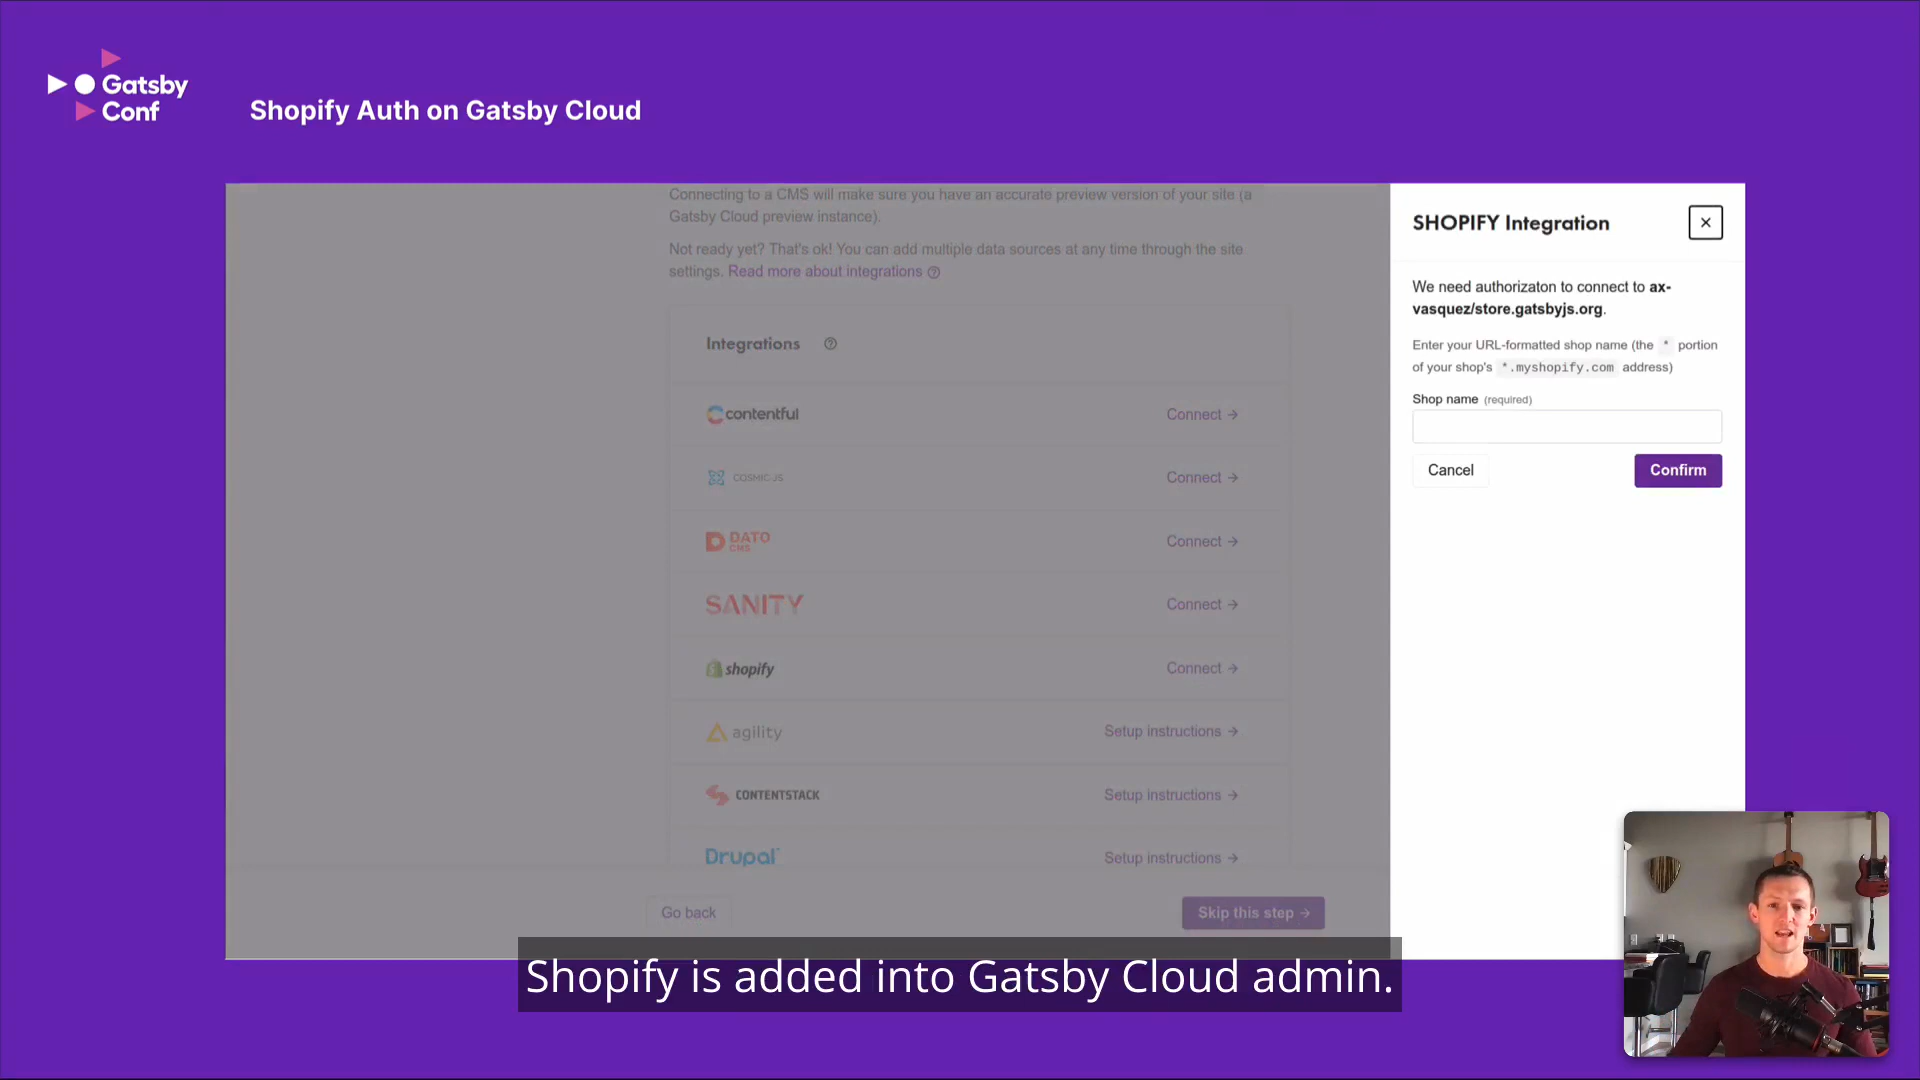 Gatsby
Conf
Shopify Auth on Gatsby Cloud
Connecting to a CMS will make sure you have an accurate preview version of your site (a
Gatsby Cloud preview instance).
Not ready yet? That's ok! You can add multiple data sources at any time through the site
settings. Read more about integrations
Integrations
contentful
Connect →
COSMIC JS
Connect →
DATO
CMS
Connect →
SANITY
Connect →
shopify
Connect →
agility
Setup instructions →
CONTENTSTACK
Setup instructions →
Drupal
Setup instructions →
Go back
Skip this step →
SHOPIFY Integration
We need authorizaton to connect to ax-
vasquez/store.gatsbyjs.org.
Enter your URL-formatted shop name (the * portion
of your shop's *.myshopify.com address)
Shop name (required)
Cancel
Confirm
Shopify is added into Gatsby Cloud admin.